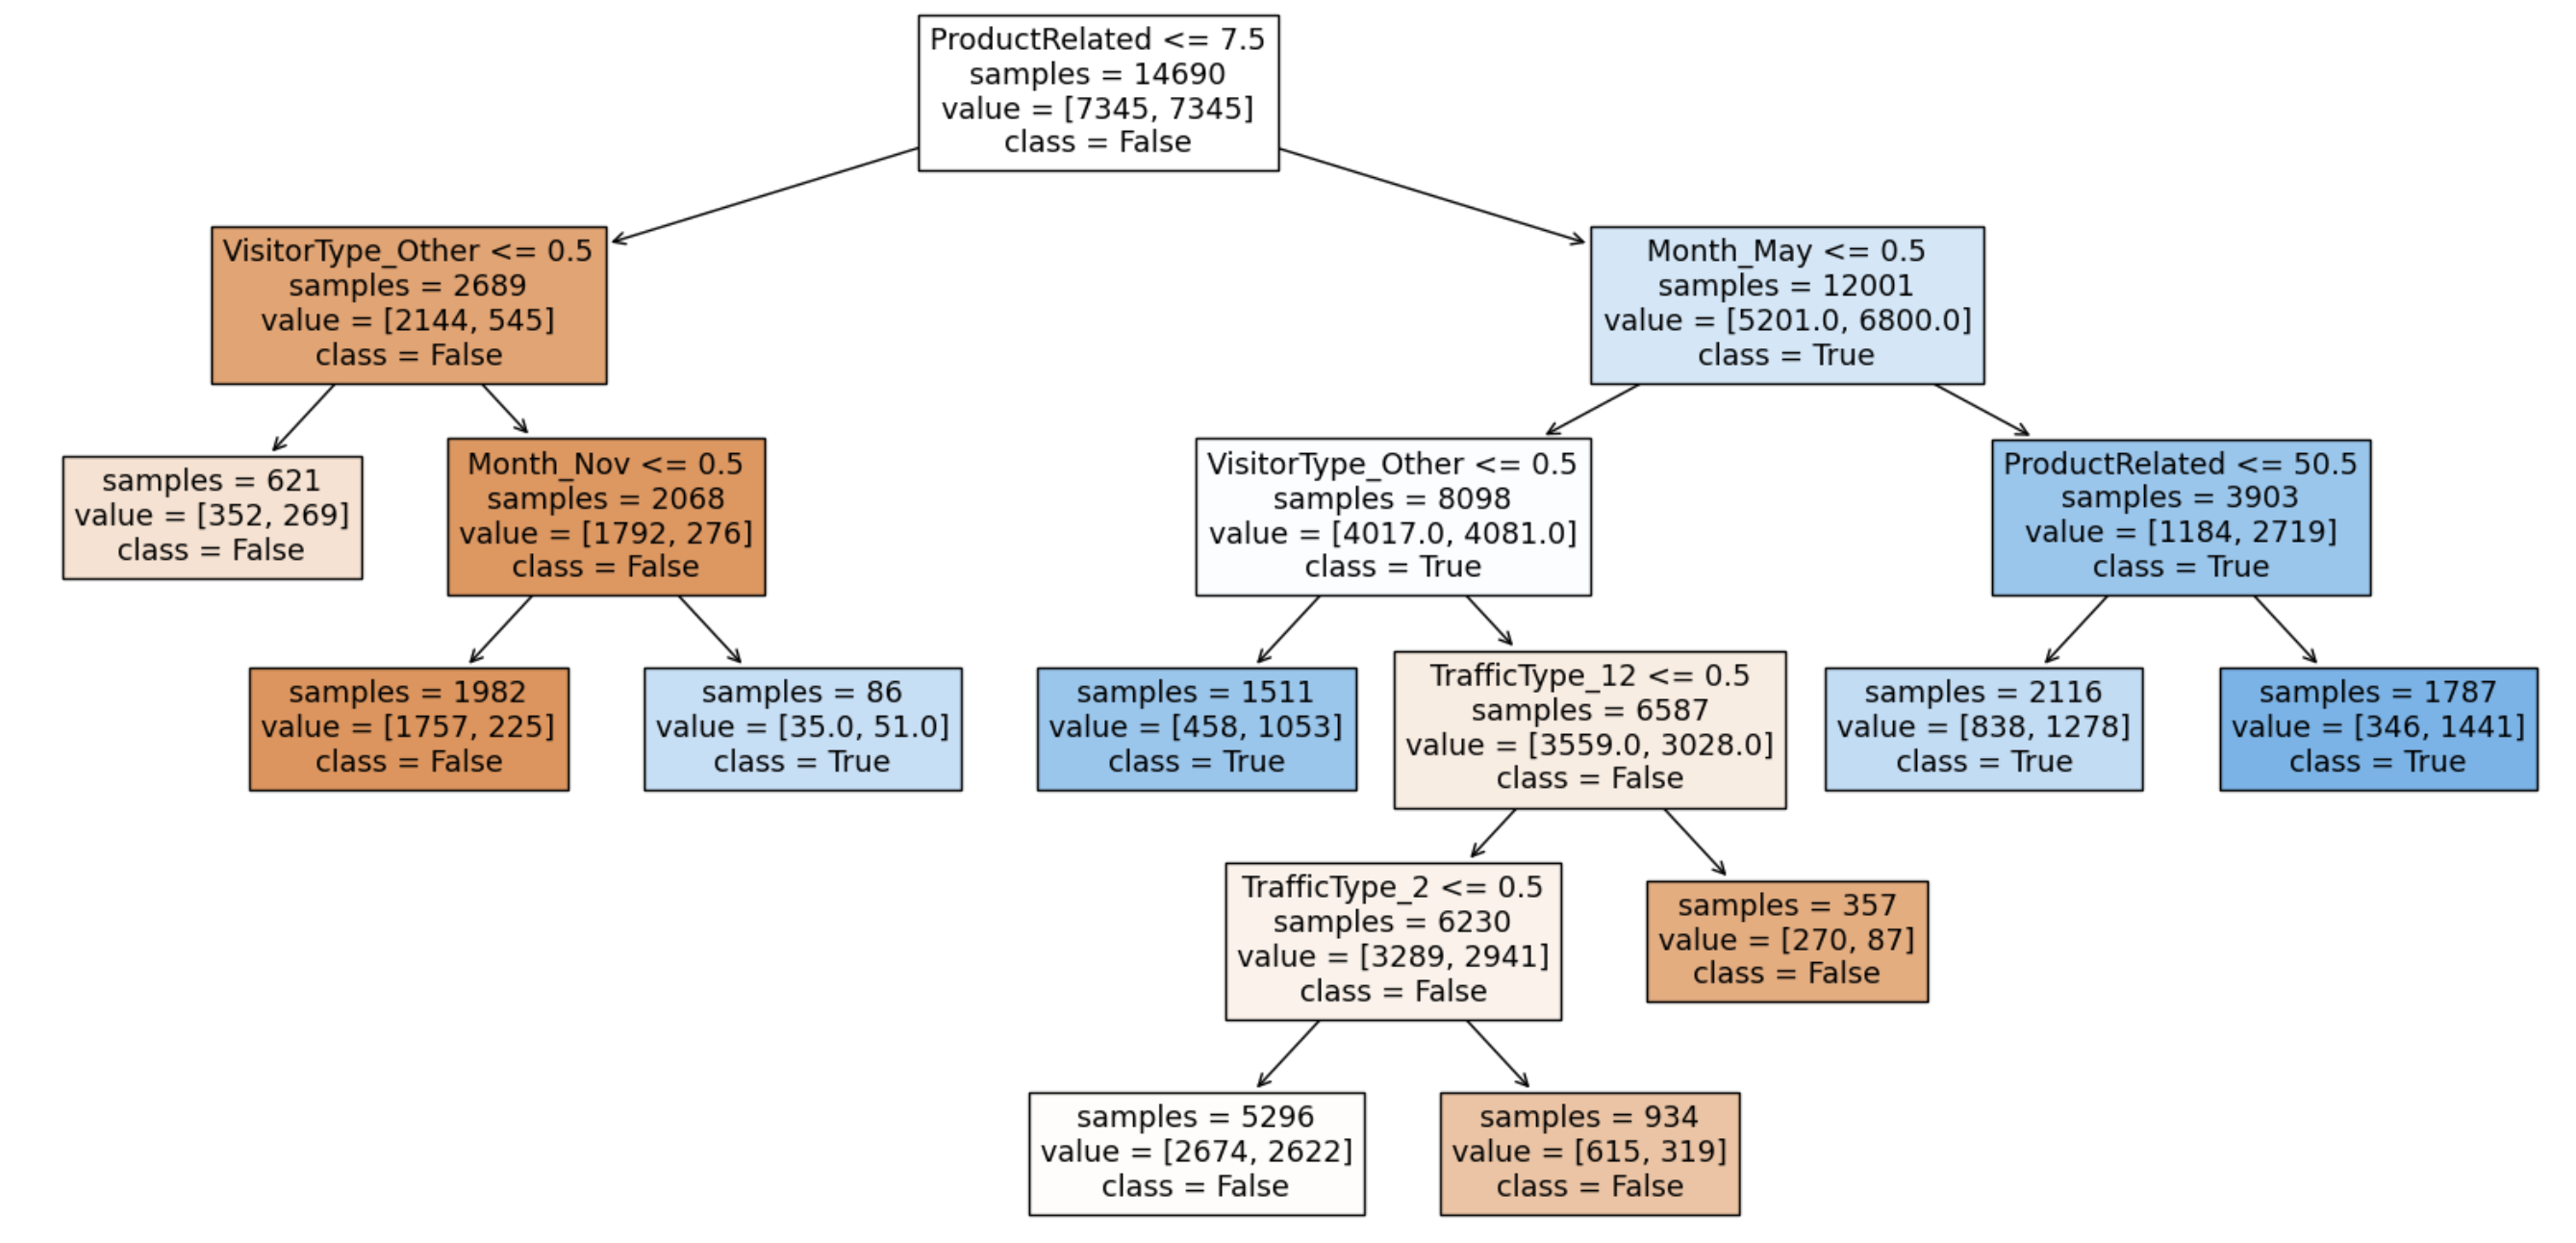 ProductRelated <= 7.5
samples = 14690
value = [7345, 7345]
class = False
VisitorType_Other <= 0.5
samples = 2689
value = [2144, 545]
class = False
Month_May <= 0.5
samples = 12001
value = [5201.0, 6800.0]
class = True
samples = 621
value = [352, 269]
class = False
Month_Nov <= 0.5
samples = 2068
value = [1792, 276]
class = False
VisitorType_Other <= 0.5
samples = 8098
value = [4017.0, 4081.0]
class = True
ProductRelated <= 50.5
samples = 3903
value = [1184, 2719]
class = True
samples = 1982
value = [1757, 225]
class = False
samples = 86
value = [35.0, 51.0]
class = True
samples = 1511
value = [458, 1053]
class = True
TrafficType_12 <= 0.5
samples = 6587
value = [3559.0, 3028.0]
class = False
samples = 2116
value = [838, 1278]
class = True
samples = 1787
value = [346, 1441]
class = True
TrafficType_2 <= 0.5
samples = 6230
value = [3289, 2941]
class = False
samples = 357
value = [270, 87]
class = False
samples = 5296
value = [2674, 2622]
class = False
samples = 934
value = [615, 319]
class = False